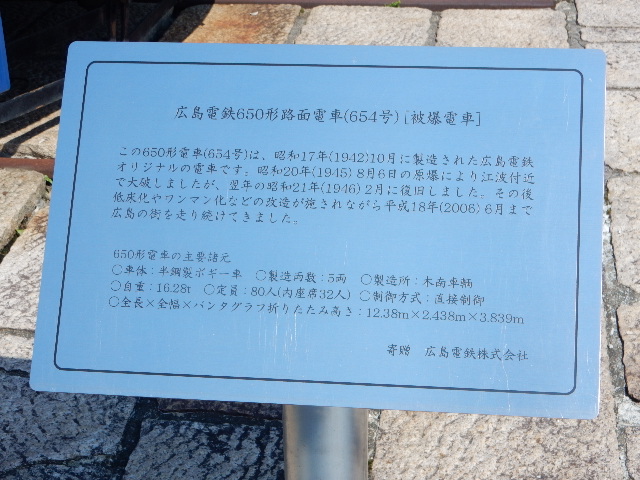 広島電鉄650形路面電車(654号)[被爆電車]
この650形電車(654号)は、昭和17年(1942)10月に製造された広島電鉄
オリジナルの電車です。昭和20年(1945)8月6日の原爆により江波付近
で大破しましたが、翌年の昭和21年(1946)2月に復旧しました。その後
低床化やワンマン化などの改造が施されながら平成18年(2006)6月まで
広島の街を走り続けてきました。
650形電車の主要諸元
○車体:半鋼製ボギー車 ○製造両数:5両 ○製造所:木南車輌
○自重:16.28t ○定員:80人(内座席32人) ○制御方式:直接制御
○全長×全幅×パンタグラフ折りたたみ高さ:12.38m×2.438m×3.839m
寄贈 広島電鉄株式会社